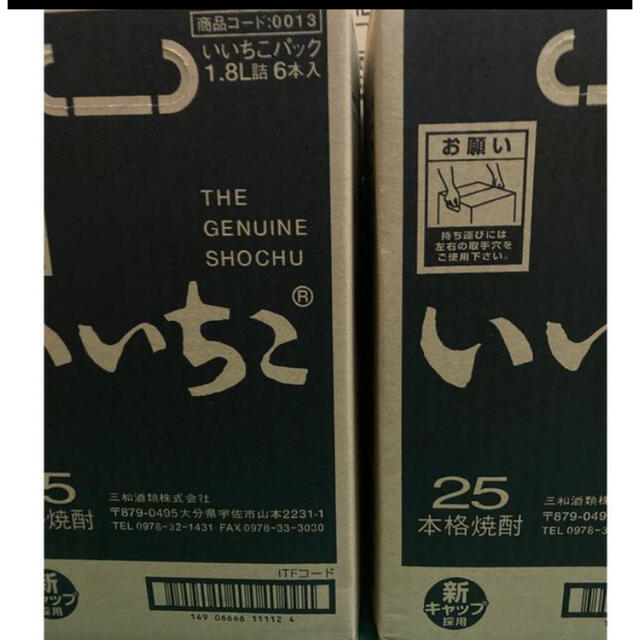 商品コード:0013
いいちこパック
1.8L詰 6本入
THE
GENUINE
SHOCHU
いいちこ®
5
焼酎
三和酒類株式会社
〒879-0495大分県宇佐市山本2231-1
TEL 0978-32-1431 FAX 0978-33-3030
ITFコード
149 06666 11112 4
新
キャップ
採用
お願い
持ち運びには
左右の取手穴を
ご使用下さい。
いい
25
本格焼酎
三和酒類株
〒879-049
TEL 0978-
新
キャップ
採用